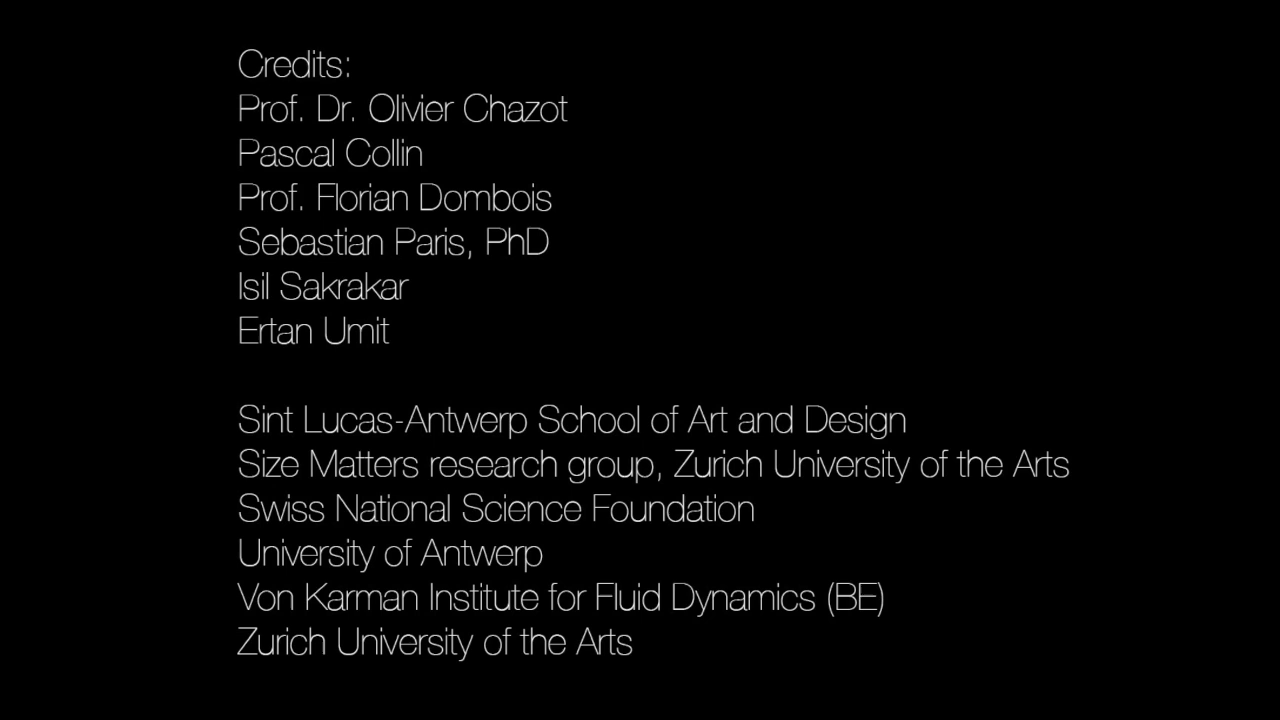 Credits:
Prof. Dr. Olivier Chazot
Pascal Collin
Prof. Florian Dombois
Sebastian Paris, PhD
Isil Sakrakar
Ertan Umit
Sint Lucas-Antwerp School of Art and Design
Size Matters research group, Zurich University of the Arts
Swiss National Science Foundation
University of Antwerp
Von Karman Institute for Fluid Dynamics (BE)
Zurich University of the Arts